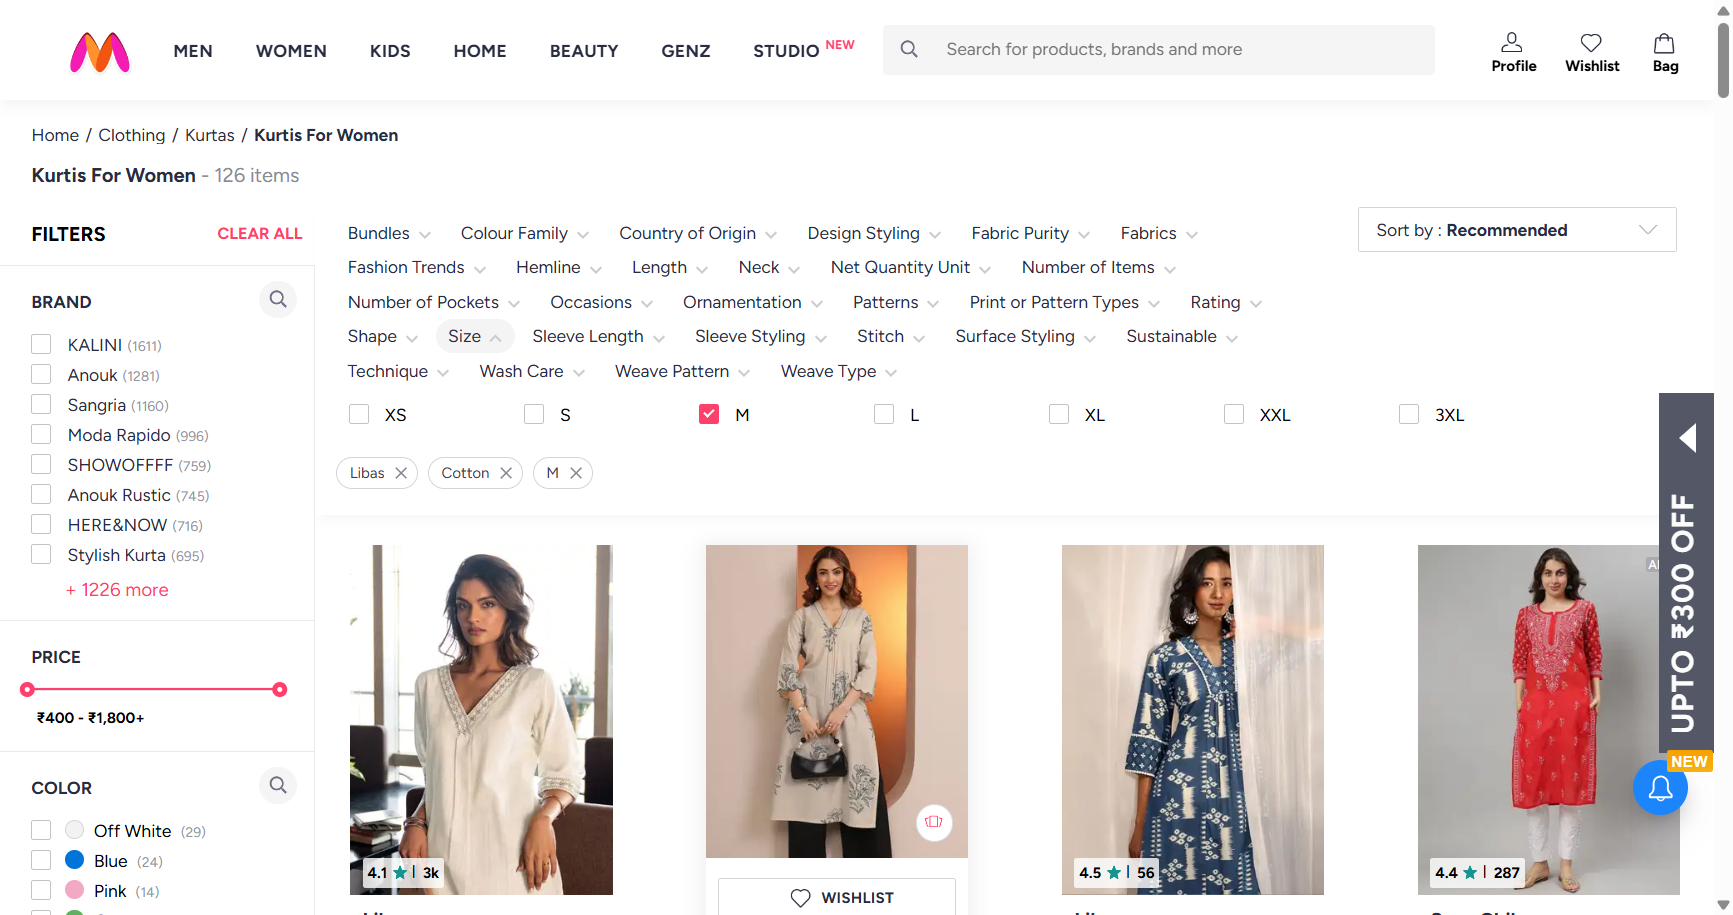 MEN WOMEN KIDS HOME BEAUTY GENZ STUDIO NEW Search for products, brands and more Profile Wishlist Bag
Home / Clothing / Kurtas / Kurtis For Women
Kurtis For Women - 126 items
FILTERS CLEAR ALL
Bundles Colour Family Country of Origin Design Styling Fabric Purity Fabrics
Sort by : Recommended
Fashion Trends Hemline Length Neck Net Quantity Unit Number of Items
Number of Pockets Occasions Ornamentation Patterns Print or Pattern Types Rating
Shape Size Sleeve Length Sleeve Styling Stitch Surface Styling Sustainable
Technique Wash Care Weave Pattern Weave Type
XS S M L XL XXL 3XL
Libas Cotton M
BRAND
KALINI (1611)
Anouk (1281)
Sangria (1160)
Moda Rapido (996)
SHOWOFFFF (759)
Anouk Rustic (745)
HERE&NOW (716)
Stylish Kurta (695)
+ 1226 more
PRICE
₹400 - ₹1,800+
COLOR
Off White (29)
Blue (24)
Pink (14)
4.1 | 3k
WISHLIST
4.5 | 56
4.4 | 287
UPTO ₹300 OFF
NEW